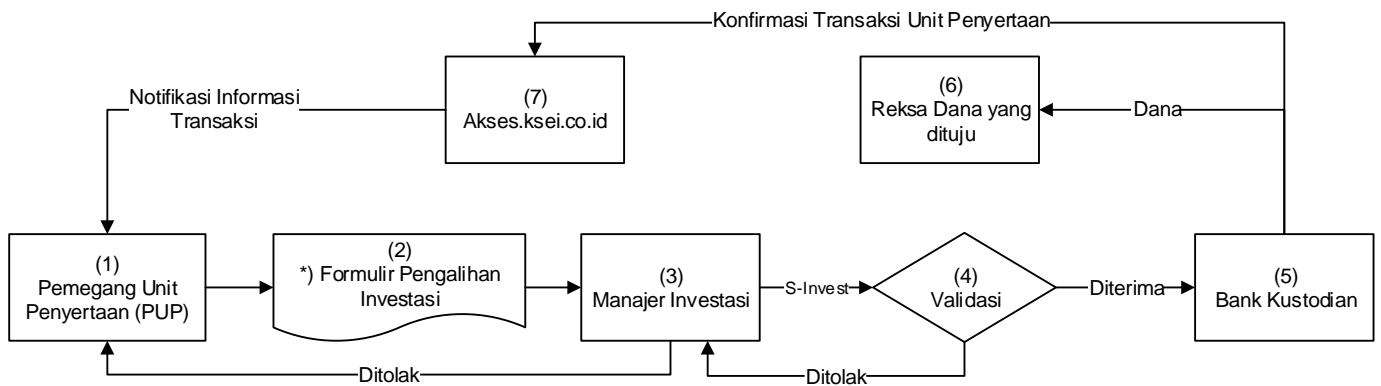 Konfirmasi Transaksi Unit Penyertaan
(7)
Akses.ksei.co.id
Notifikasi Informasi
Transaksi
(6)
Reksa Dana yang
dituju
Dana
(1)
Pemegang Unit
Penyertaan (PUP)
(2)
*) Formulir Pengalihan
Investasi
(3)
Manajer Investasi
S-Invest
(4)
Validasi
Diterima
(5)
Bank Kustodian
Ditolak
Ditolak